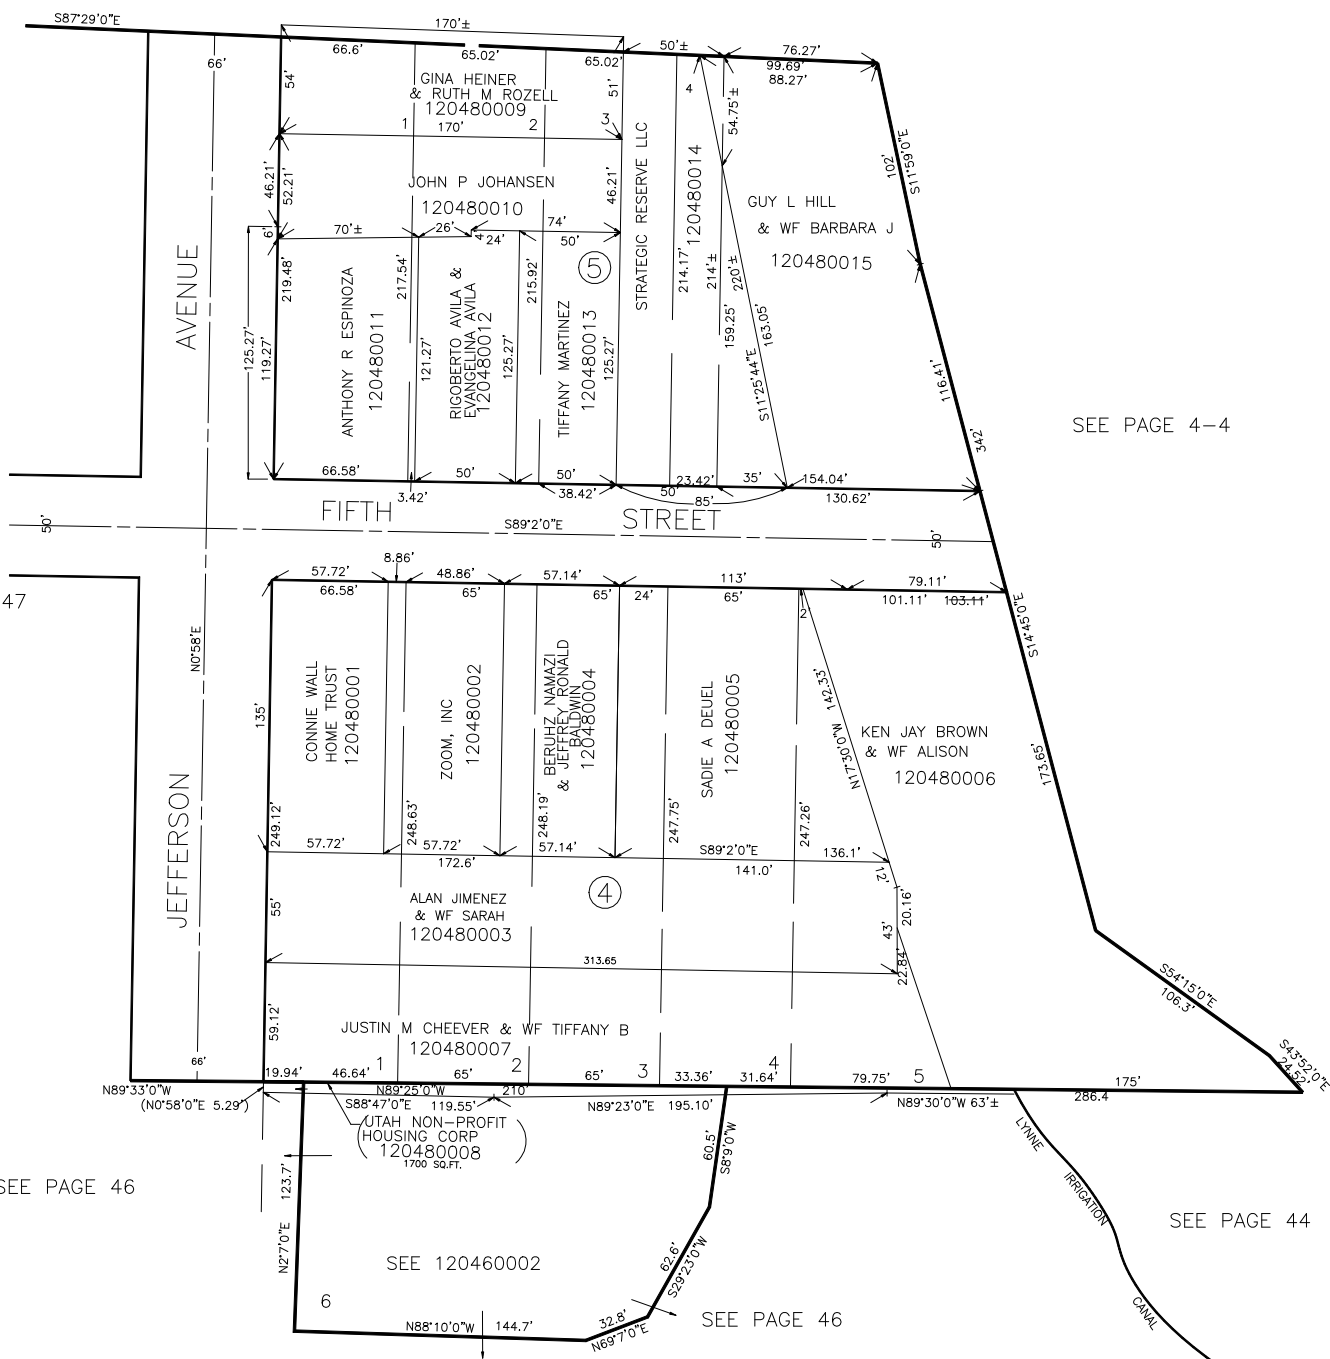 S87°29'0"E
170'±
66'
66.6'
65.02'
65.02'
50'±
76.27'
99.69'
88.27'
54'
GINA HEINER
& RUTH M ROZELL
120480009
51'
4
54.75'±
1
170'
2
3
S11°59'0"E
102'
46.21'
52.21'
JOHN P JOHANSEN
120480010
46.21'
STRATEGIC RESERVE LLC
120480014
GUY L HILL
& WF BARBARA J
120480015
6'
70'±
26'
4'
24'
74'
50'
5
AVENUE
219.48'
217.54'
215.92'
214.17'
214'±
220'±
125.27'
119.27'
ANTHONY R ESPINOZA
120480011
121.27'
RIGOBERTO AVILA &
EVANGELINA AVILA
120480012
125.27'
TIFFANY MARTINEZ
120480013
125.27'
159.25'
163.05'
S11°25'44"E
116.41'
342'
SEE PAGE 4-4
66.58'
3.42'
50'
50'
38.42'
50'
23.42'
35'
85'
154.04'
130.62'
FIFTH STREET
S89°2'0"E
50'
50'
47
57.72'
66.58'
8.86'
48.86'
65'
57.14'
65'
24'
113'
65'
2
79.11'
101.11'
103.11'
S14°45'0"E
N0°58'E
135'
CONNIE WALL
HOME TRUST
120480001
ZOOM, INC
120480002
BERUHZ NAMAZI
& JEFFREY RONALD
BALDWIN
120480004
SADIE A DEUEL
120480005
N17°30'0"W 142.33'
KEN JAY BROWN
& WF ALISON
120480006
173.65'
JEFFERSON
249.12'
248.63'
248.19'
247.75'
247.26'
57.72'
57.72'
172.6'
57.14'
S89°2'0"E
141.0'
136.1'
12'
20.16'
4
ALAN JIMENEZ
& WF SARAH
120480003
55'
43'
22.84'
313.65
S54°15'0"E
106.3'
59.12'
JUSTIN M CHEEVER & WF TIFFANY B
120480007
S43°52'0"E
24.52'
66'
1
2
3
4
5
N89°33'0"W
19.94'
46.64'
65'
65'
33.36'
31.64'
79.75'
175'
286.4
N89°25'0"W
210'
(N0°58'0"E 5.29')
S88°47'0"E
119.55'
N89°23'0"E 195.10'
N89°30'0"W 63'±
UTAH NON-PROFIT
HOUSING CORP
120480008
1700 SQ.FT.
60.5'
S8°9'0"W
LYNNE
IRRIGATION
CANAL
SEE PAGE 46
123.7'
N2°7'0"E
SEE PAGE 44
SEE 120460002
62.6'
S29°23'0"W
6
N88°10'0"W
144.7'
32.8'
N69°7'0"E
SEE PAGE 46